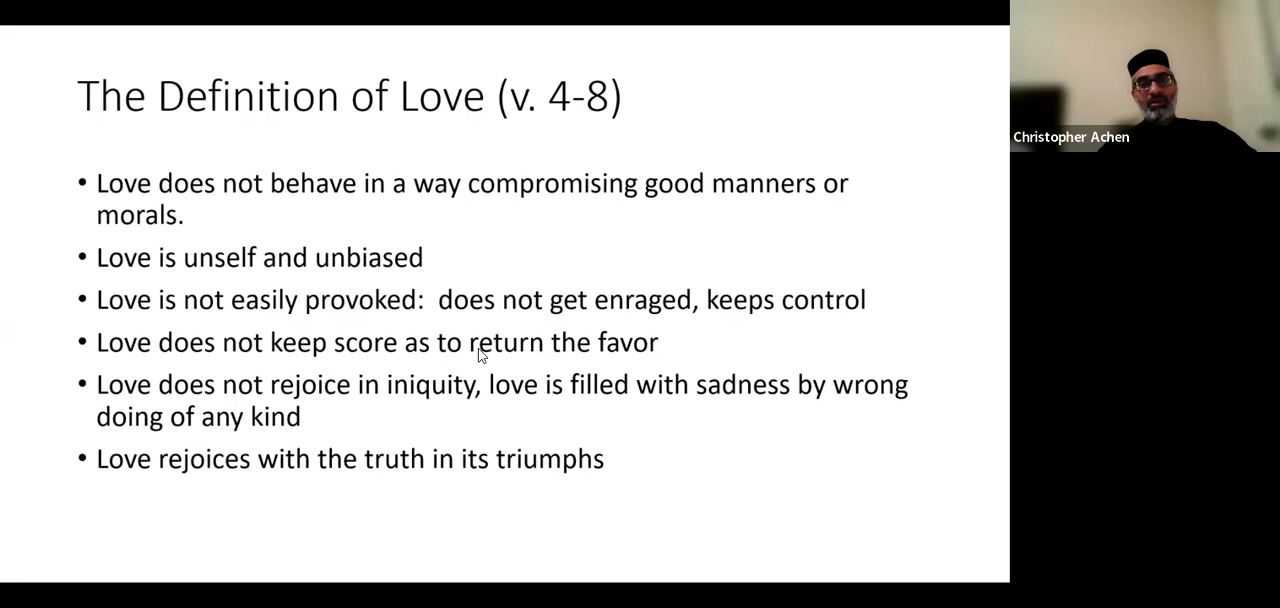 The Definition of Love (v. 4-8)
• Love does not behave in a way compromising good manners or
morals.
• Love is unself and unbiased
• Love is not easily provoked:  does not get enraged, keeps control
• Love does not keep score as to return the favor
• Love does not rejoice in iniquity, love is filled with sadness by wrong
doing of any kind
• Love rejoices with the truth in its triumphs
Christopher Achen